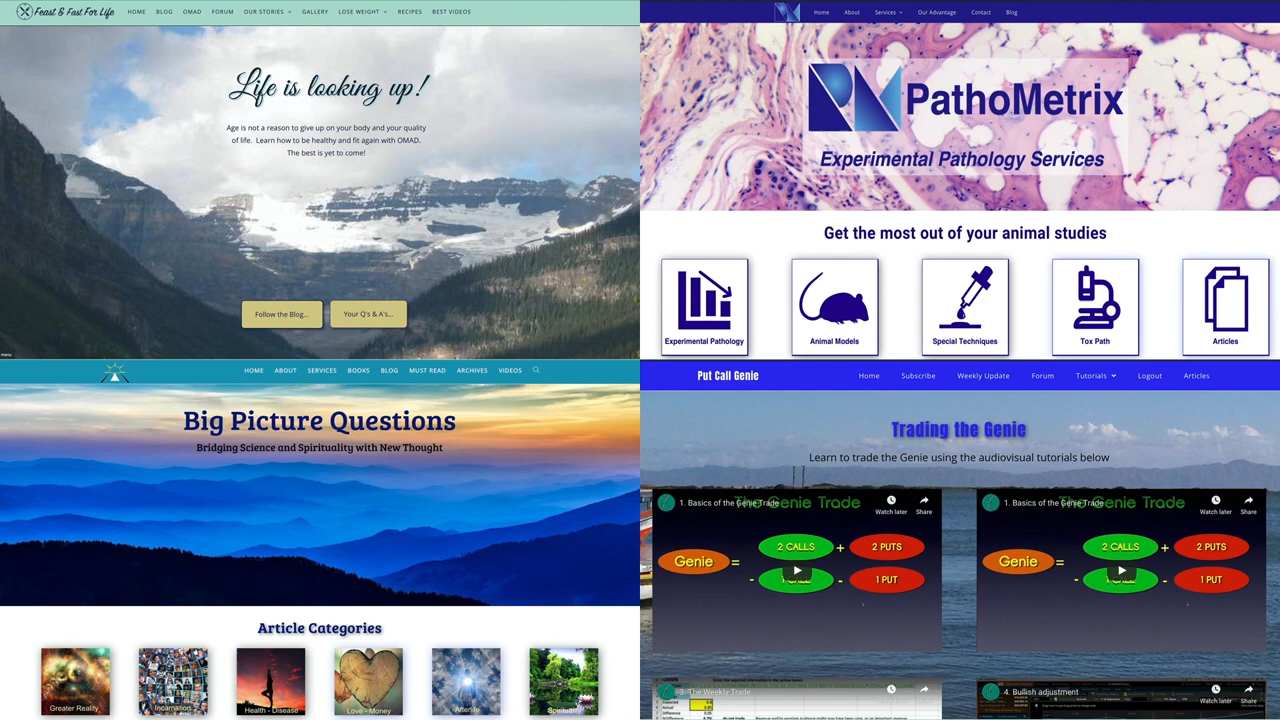 Feast & Fast For Life HOME BLOG OMAD FORUM OUR STORIES GALLERY LOSE WEIGHT RECIPES BEST VIDEOS
Life is looking up!
Age is not a reason to give up on your body and your quality
of life. Learn how to be healthy and fit again with OMAD.
The best is yet to come!
Follow the Blog...
Your Q's & A's...
menu
Home About Services Our Advantage Contact Blog
PathoMetrix
Experimental Pathology Services
Get the most out of your animal studies
Experimental Pathology
Animal Models
Special Techniques
Tox Path
Articles
HOME ABOUT SERVICES BOOKS BLOG MUST READ ARCHIVES VIDEOS
Big Picture Questions
Bridging Science and Spirituality with New Thought
Article Categories
Greater Reality
Incarnation
Health - Disease
Put Call Genie Home Subscribe Weekly Update Forum Tutorials Logout Articles
Trading the Genie
Learn to trade the Genie using the audiovisual tutorials below
1. Basics of the Genie Trade
The Genie Trade
Watch later
Share
Genie = 2 CALLS + 2 PUTS
- 1 CALL - 1 PUT
1. Basics of the Genie Trade
The Genie Trade
Watch later
Share
Genie = 2 CALLS + 2 PUTS
- 1 CALL - 1 PUT
3. The Weekly Trade
4. Bullish adjustment